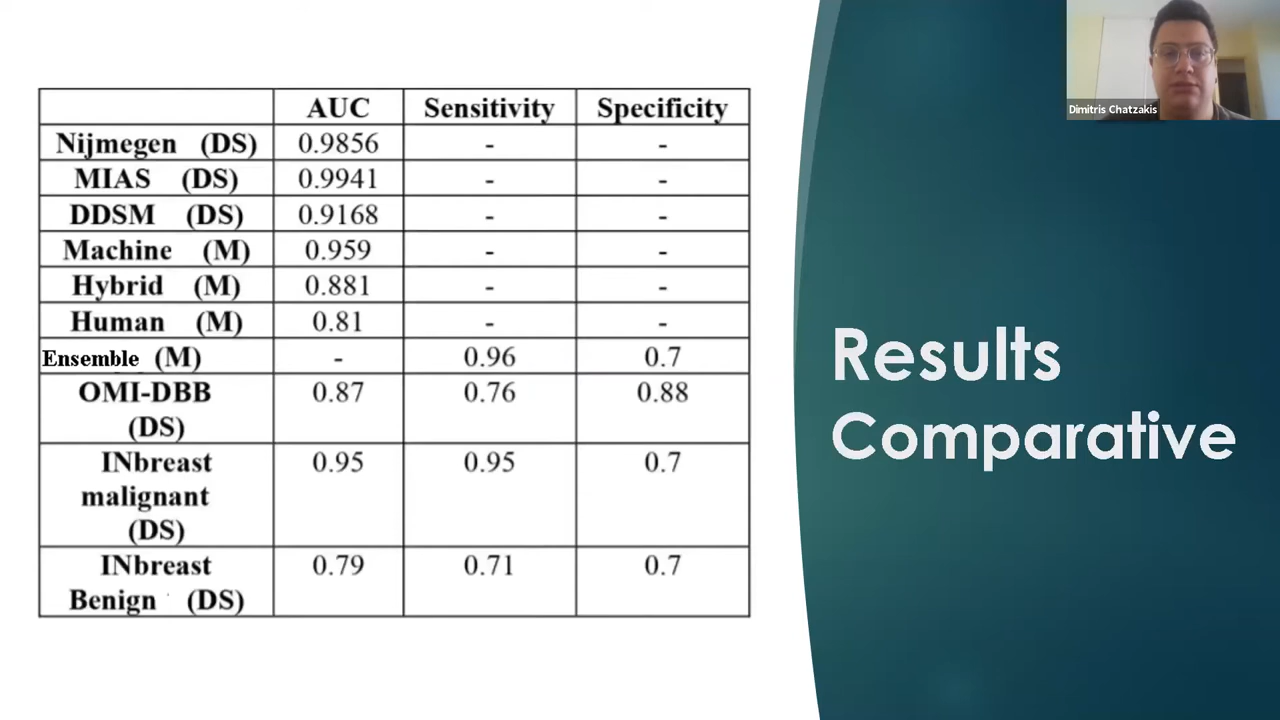 AUC Sensitivity Specificity
Nijmegen (DS) 0.9856 - -
MIAS (DS) 0.9941 - -
DDSM (DS) 0.9168 - -
Machine (M) 0.959 - -
Hybrid (M) 0.881 - -
Human (M) 0.81 - -
Ensemble (M) - 0.96 0.7
OMI-DBB 0.87 0.76 0.88
(DS)
INbreast 0.95 0.95 0.7
malignant
(DS)
INbreast 0.79 0.71 0.7
Benign (DS)
Results
Comparative
Dimitris Chatzakis